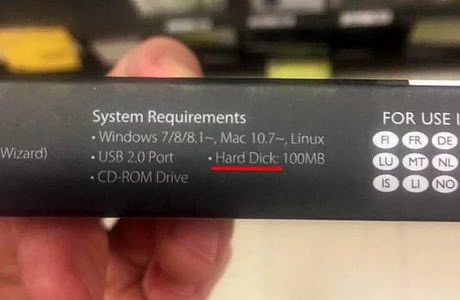 System Requirements
• Windows 7/8/8.1~, Mac 10.7~, Linux
Wizard)
• USB 2.0 Port • Hard Dick: 100MB
• CD-ROM Drive
FOR USE I
FI FR DE
LU MT NL
IS LI NO